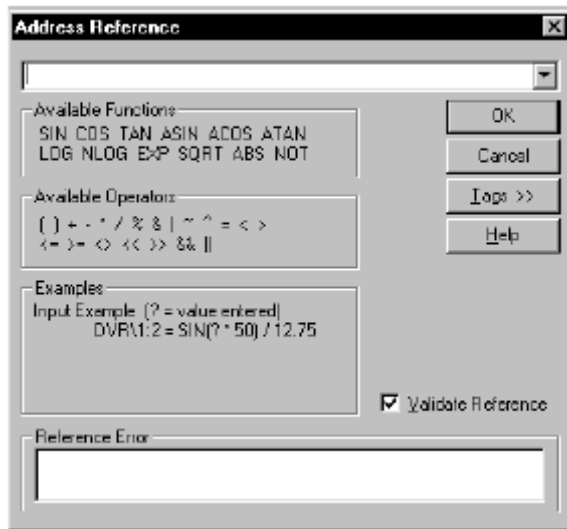 Address Reference
Available Functions
SIN COS TAN ASIN ACOS ATAN
LOG NLOG EXP SQRT ABS NOT
OK
Cancel
Tags >>
Help
Available Operators
( ) + - * / % & | ~ ^ = < >
<= >= <> << >> && ||
Examples
Input Example (? = value entered)
DVR\1:2 = SIN(? * 50) / 12.75
Validate Reference
Reference Error